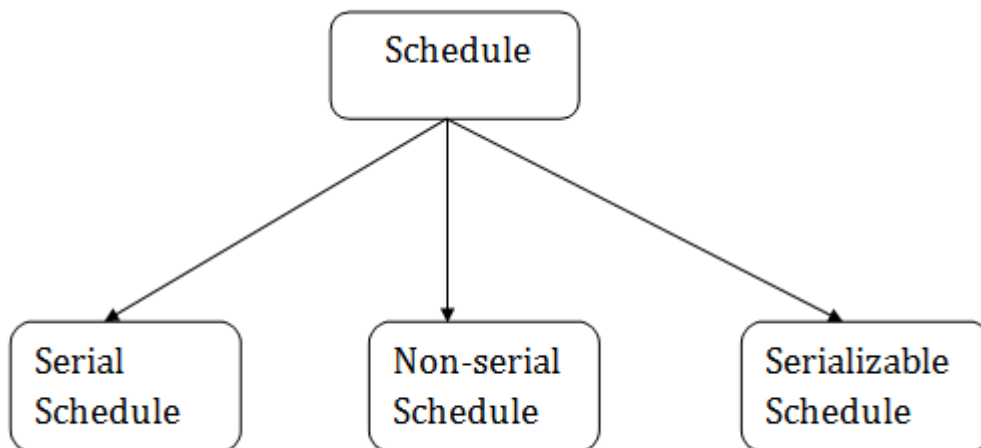 Schedule
Serial
Schedule
Non-serial
Schedule
Serializable
Schedule